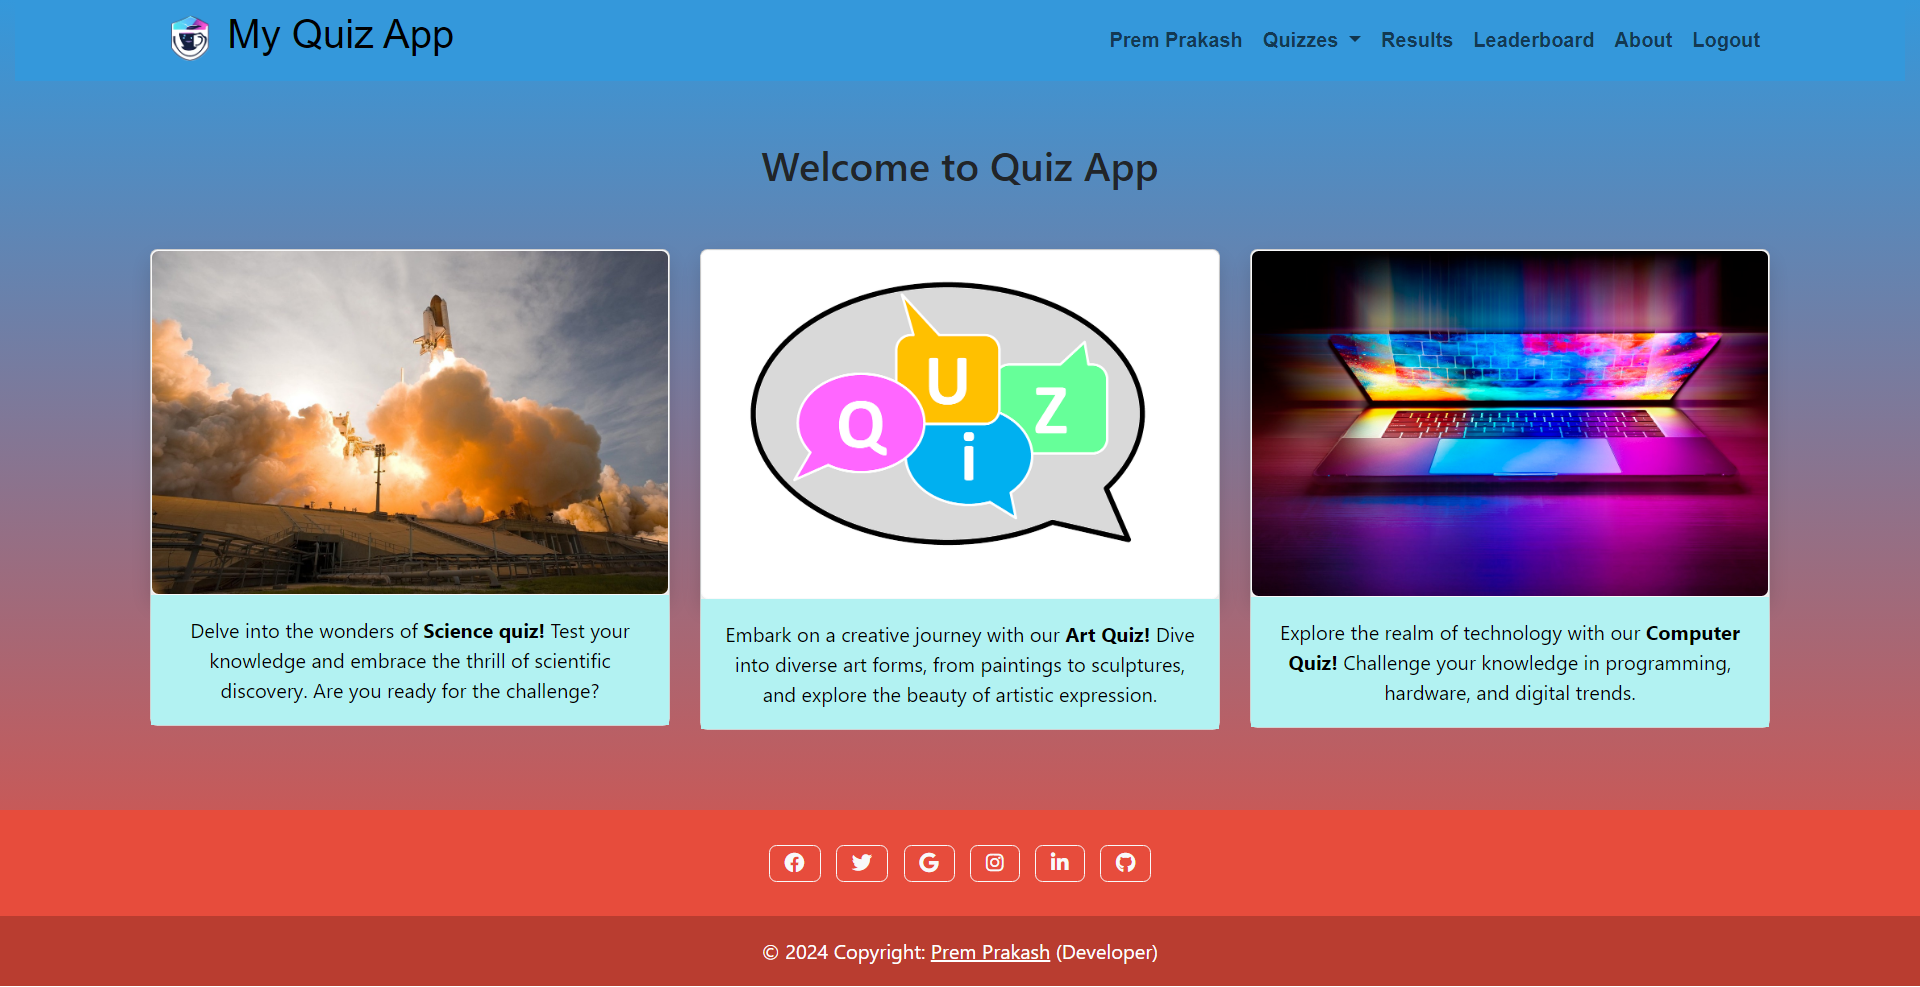 My Quiz App
Prem Prakash Quizzes Results Leaderboard About Logout
Welcome to Quiz App
Q U i Z
Delve into the wonders of Science quiz! Test your
knowledge and embrace the thrill of scientific
discovery. Are you ready for the challenge?
Embark on a creative journey with our Art Quiz! Dive
into diverse art forms, from paintings to sculptures,
and explore the beauty of artistic expression.
Explore the realm of technology with our Computer
Quiz! Challenge your knowledge in programming,
hardware, and digital trends.
© 2024 Copyright: Prem Prakash (Developer)